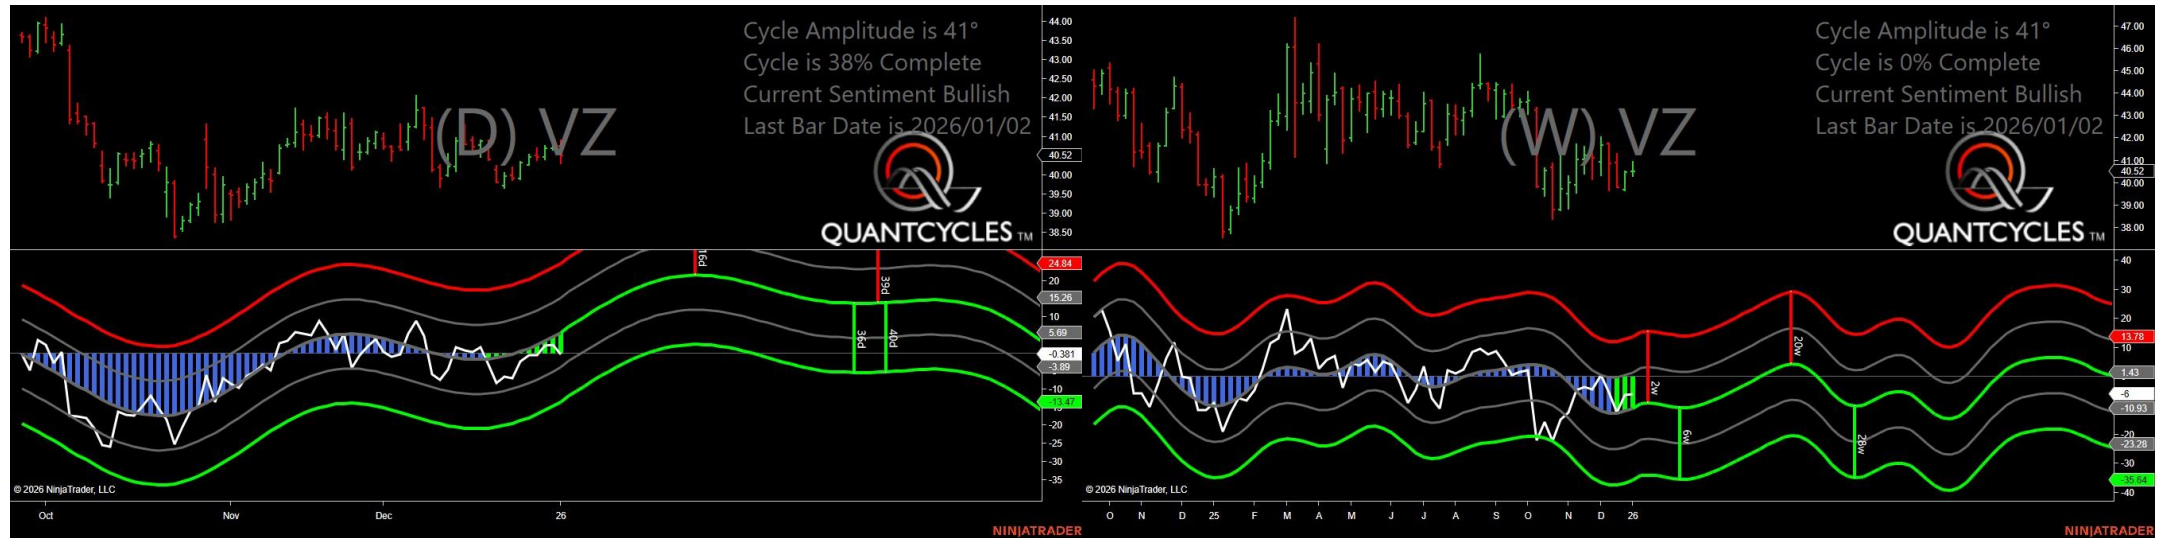 Cycle Amplitude is 41°
Cycle is 38% Complete
Current Sentiment Bullish
Last Bar Date is 2026/01/02
(D) VZ
QUANTCYCLES TM
44.00
43.50
43.00
42.50
42.00
41.50
41.00
40.52
40.00
39.50
39.00
38.50
16d
39d
36d
40d
24.84
20
15.26
10
5.69
-0.381
-3.89
-10
-13.47
-20
-25
-30
-35
© 2026 NinjaTrader, LLC
Oct
Nov
Dec
26
NINJATRADER
Cycle Amplitude is 41°
Cycle is 0% Complete
Current Sentiment Bullish
Last Bar Date is 2026/01/02
(W) VZ
QUANTCYCLES TM
47.00
46.00
45.00
44.00
43.00
42.00
41.00
40.52
40.00
39.00
38.00
2w
6w
20w
28w
40
30
20
13.78
10
1.43
-6
-10.93
-20
-23.28
-30
-35.64
-40
© 2026 NinjaTrader, LLC
O N D 25 F M A M J J A S O N D 26
NINJATRADER